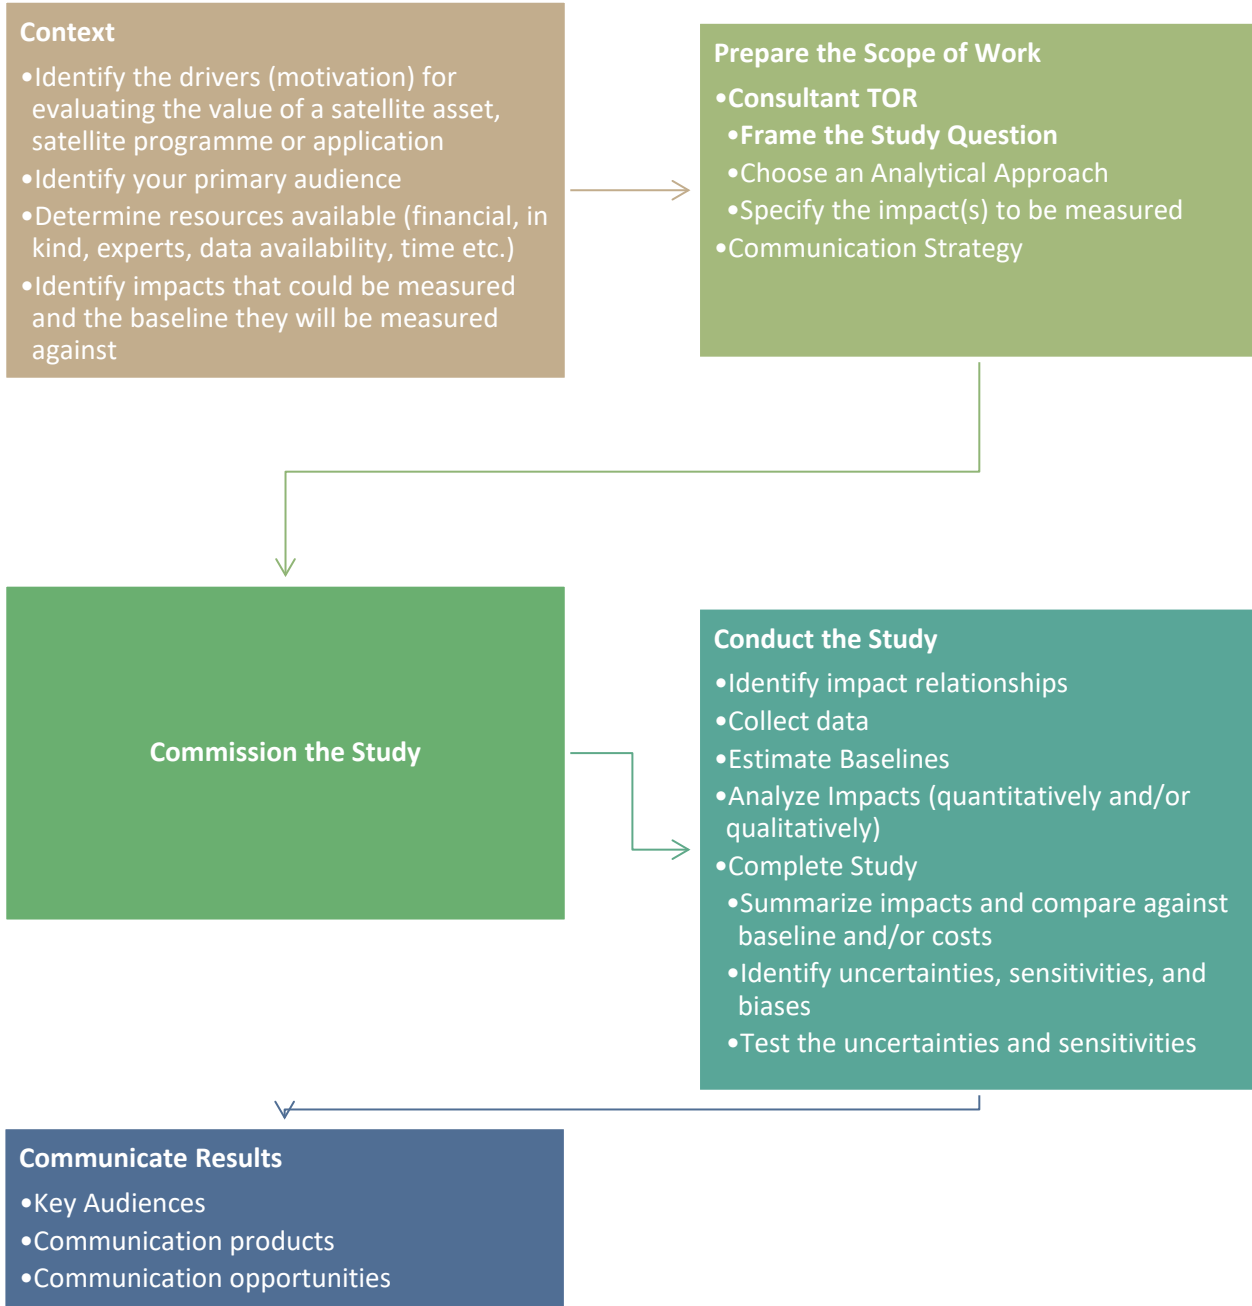 Context
•Identify the drivers (motivation) for
evaluating the value of a satellite asset,
satellite programme or application
•Identify your primary audience
•Determine resources available (financial, in
kind, experts, data availability, time etc.)
•Identify impacts that could be measured
and the baseline they will be measured
against
Prepare the Scope of Work
•Consultant TOR
•Frame the Study Question
•Choose an Analytical Approach
•Specify the impact(s) to be measured
•Communication Strategy
Commission the Study
Conduct the Study
•Identify impact relationships
•Collect data
•Estimate Baselines
•Analyze Impacts (quantitatively and/or
qualitatively)
•Complete Study
•Summarize impacts and compare against
baseline and/or costs
•Identify uncertainties, sensitivities, and
biases
•Test the uncertainties and sensitivities
Communicate Results
•Key Audiences
•Communication products
•Communication opportunities